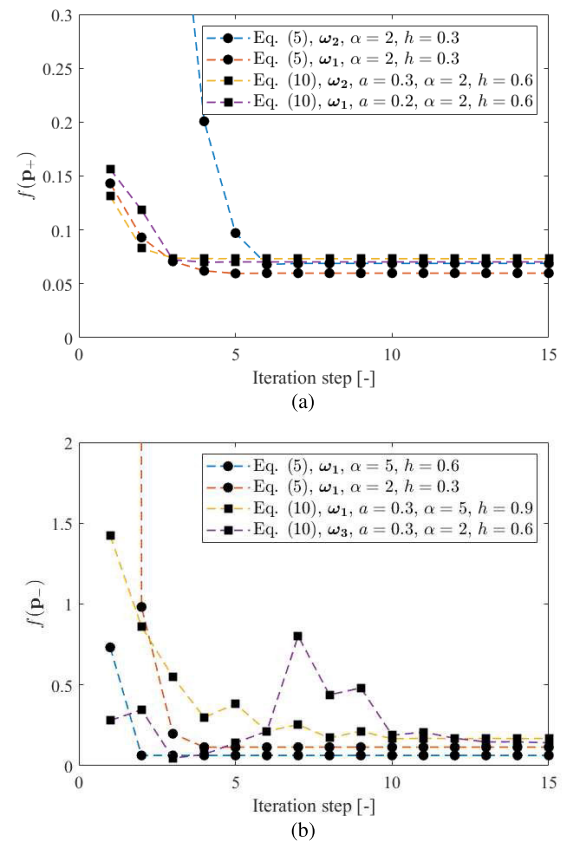 0.3
0.25
0.2
0.15
0.1
0.05
0
f(p₊)
Eq. (5), ω₂, α = 2, h = 0.3
Eq. (5), ω₁, α = 2, h = 0.3
Eq. (10), ω₂, a = 0.3, α = 2, h = 0.6
Eq. (10), ω₁, a = 0.2, α = 2, h = 0.6
0 5 10 15
Iteration step [-]
(a)
2
1.5
1
0.5
0
f(p₋)
Eq. (5), ω₁, α = 5, h = 0.6
Eq. (5), ω₁, α = 2, h = 0.3
Eq. (10), ω₁, a = 0.3, α = 5, h = 0.9
Eq. (10), ω₃, a = 0.3, α = 2, h = 0.6
0 5 10 15
Iteration step [-]
(b)